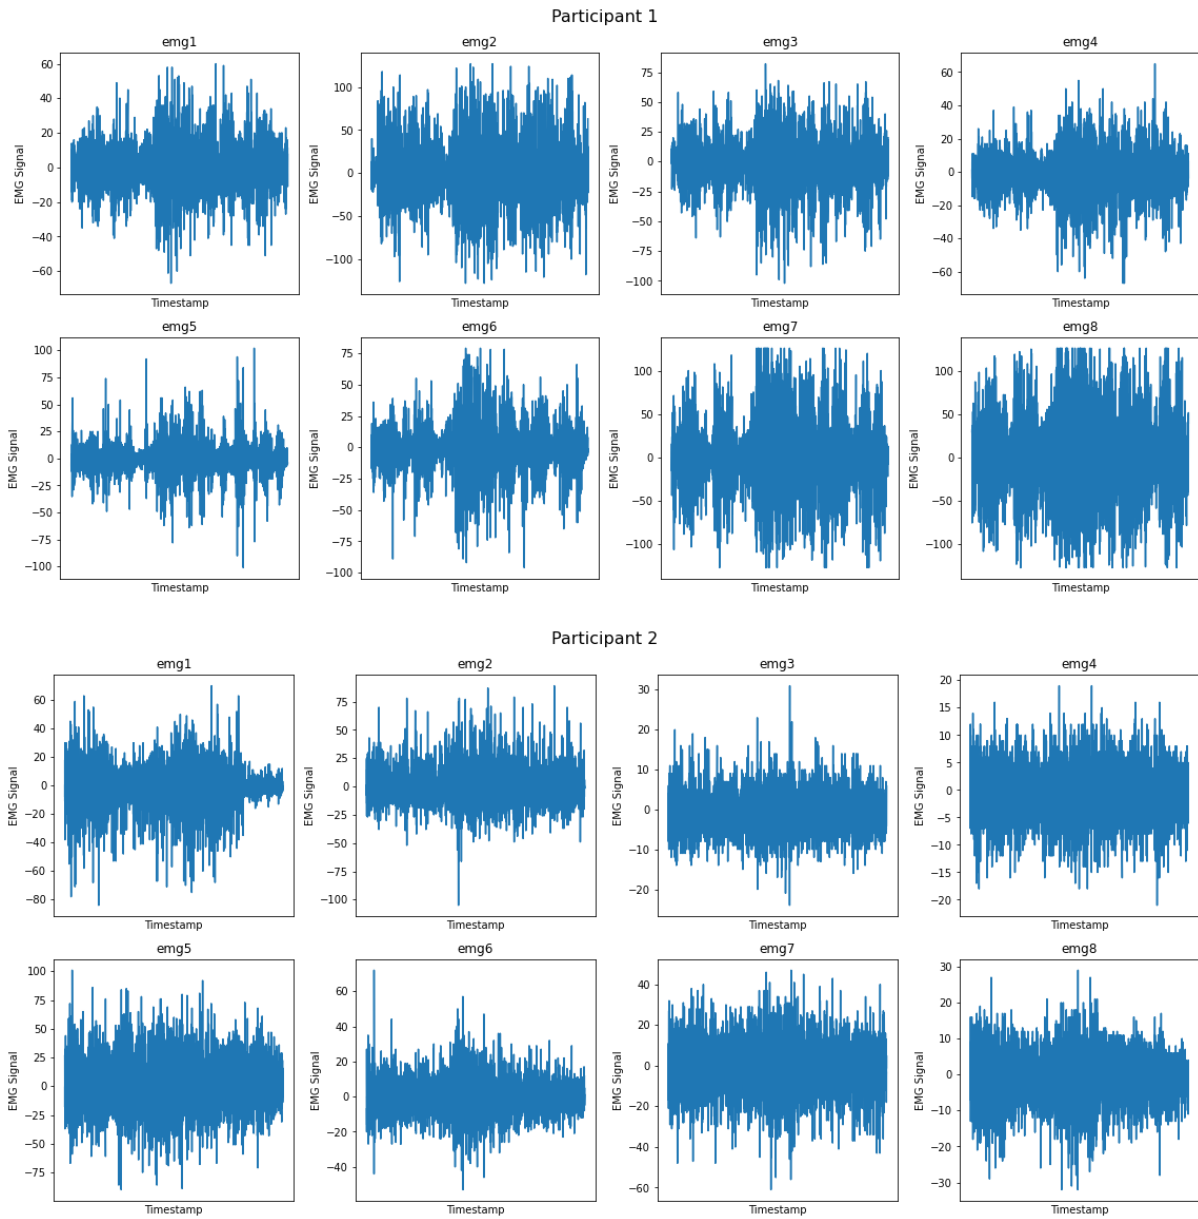 Participant 1
emg1 emg2 emg3 emg4
60 40 20 0 −20 −40 −60
EMG Signal
Timestamp
100 50 0 −50 −100
EMG Signal
Timestamp
75 50 25 0 −25 −50 −75 −100
EMG Signal
Timestamp
60 40 20 0 −20 −40 −60
EMG Signal
Timestamp
emg5 emg6 emg7 emg8
100 75 50 25 0 −25 −50 −75 −100
EMG Signal
Timestamp
75 50 25 0 −25 −50 −75 −100
EMG Signal
Timestamp
100 50 0 −50 −100
EMG Signal
Timestamp
100 50 0 −50 −100
EMG Signal
Timestamp
Participant 2
emg1 emg2 emg3 emg4
60 40 20 0 −20 −40 −60 −80
EMG Signal
Timestamp
75 50 25 0 −25 −50 −75 −100
EMG Signal
Timestamp
30 20 10 0 −10 −20
EMG Signal
Timestamp
20 15 10 5 0 −5 −10 −15 −20
EMG Signal
Timestamp
emg5 emg6 emg7 emg8
100 75 50 25 0 −25 −50 −75
EMG Signal
Timestamp
60 40 20 0 −20 −40
EMG Signal
Timestamp
40 20 0 −20 −40 −60
EMG Signal
Timestamp
30 20 10 0 −10 −20 −30
EMG Signal
Timestamp